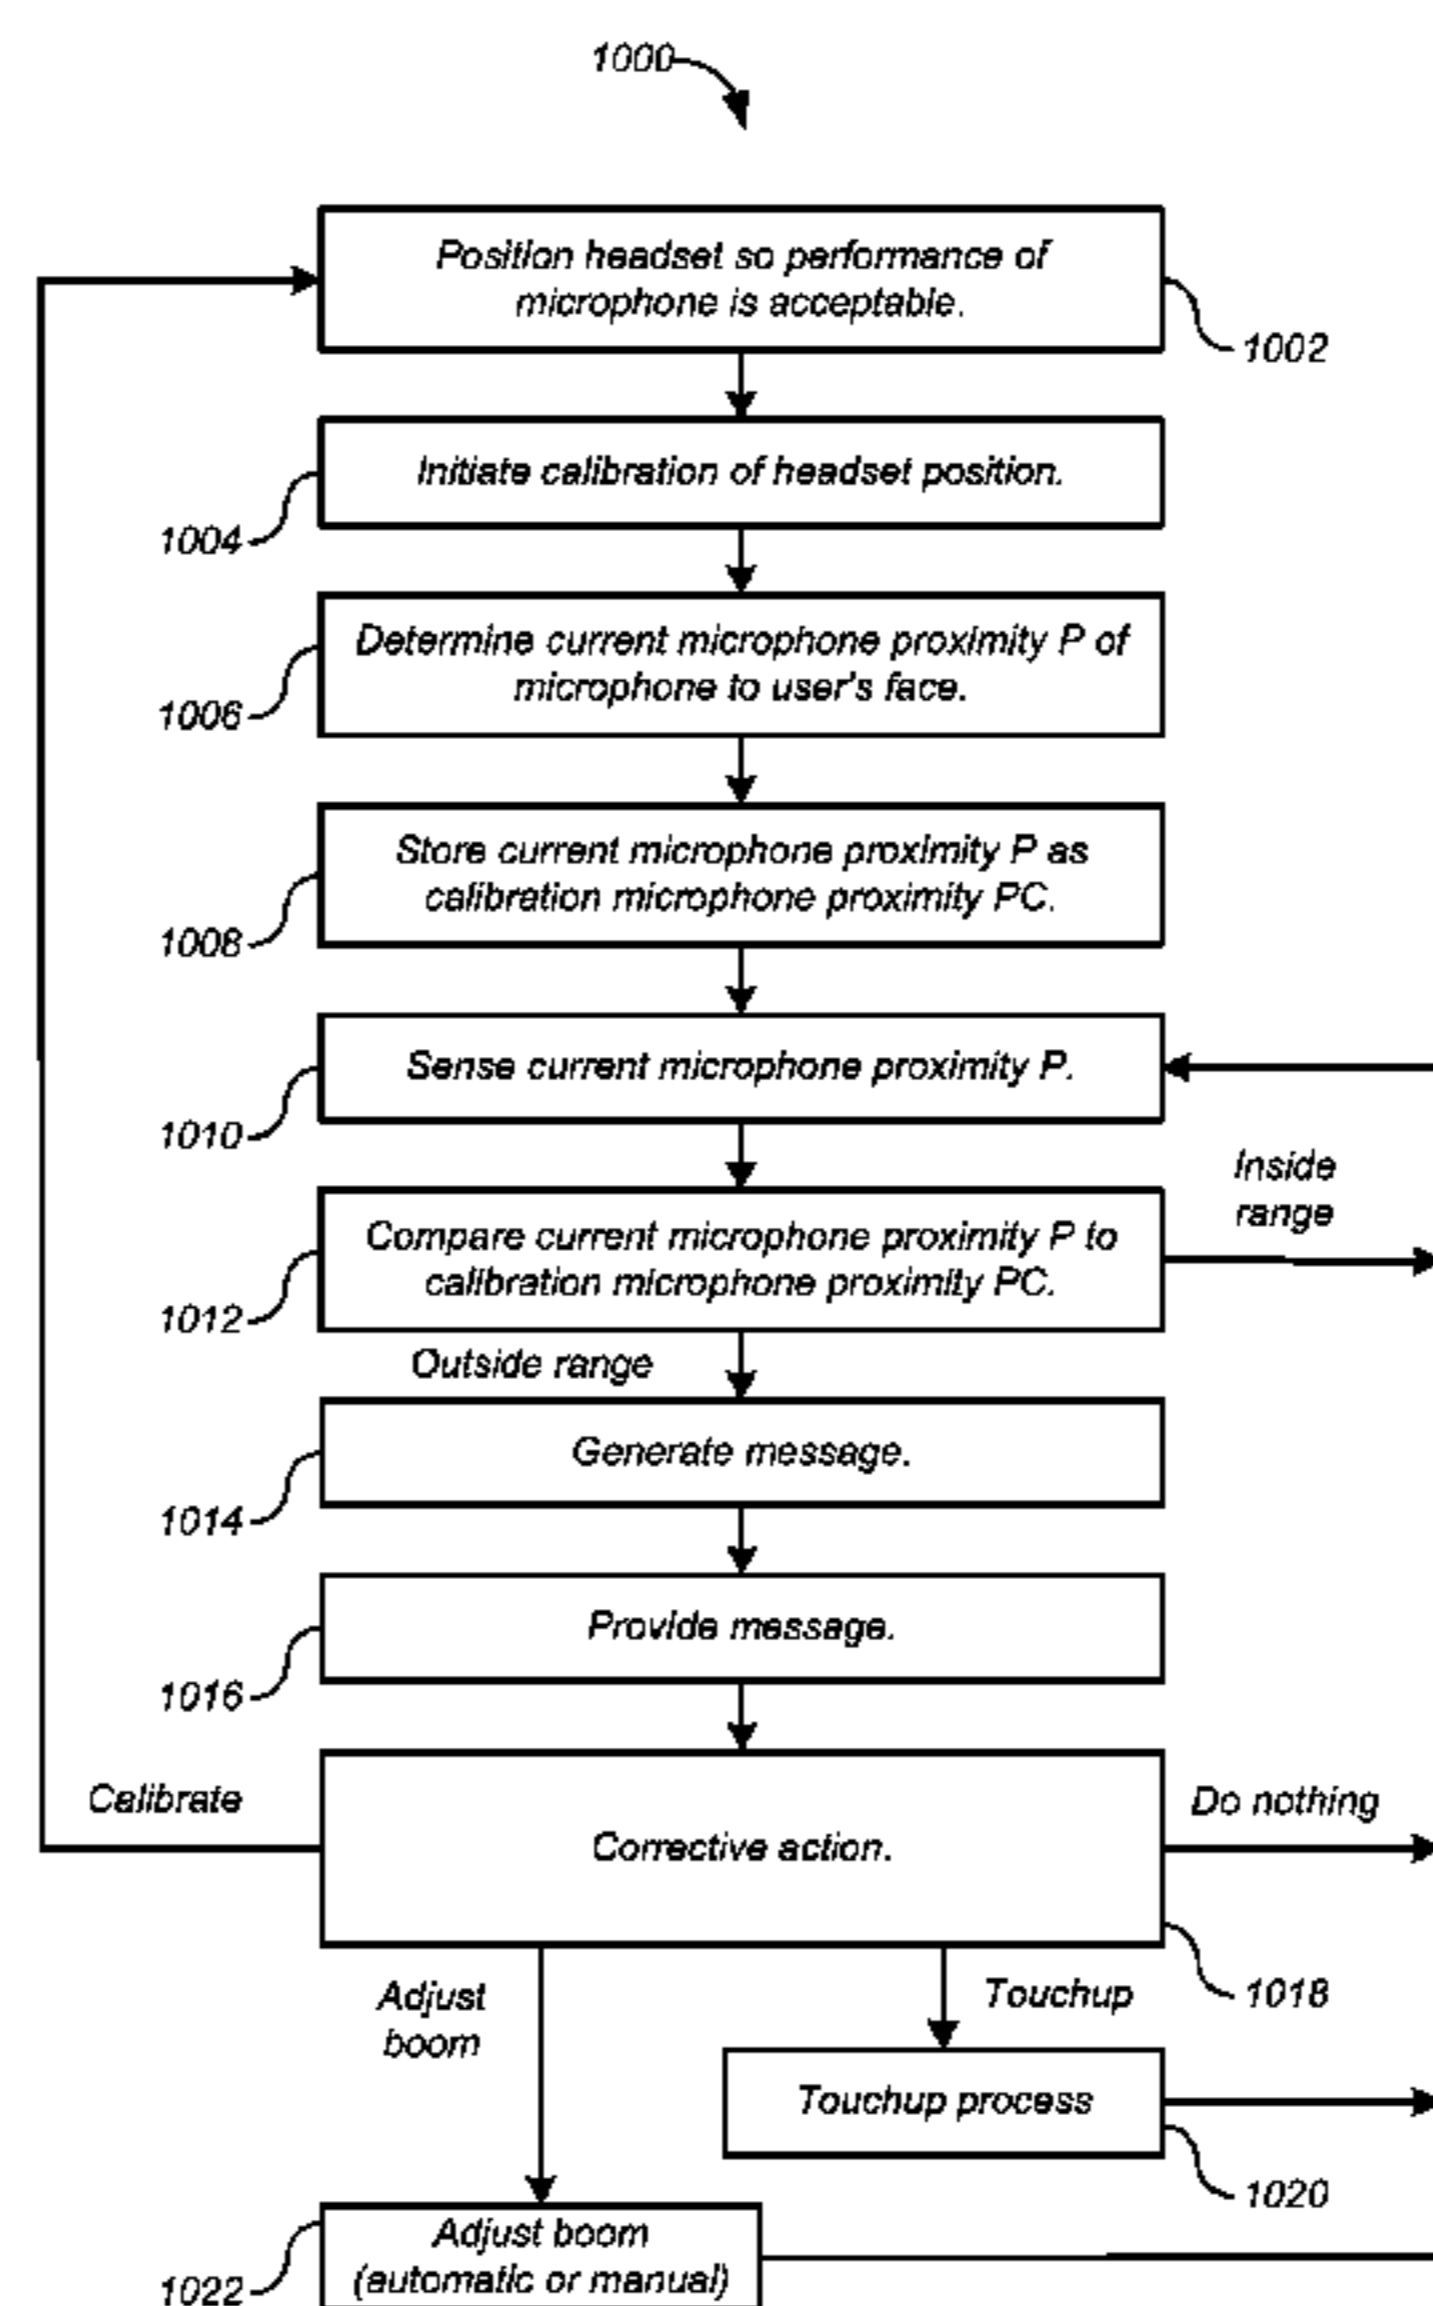 1000
Position headset so performance of
microphone is acceptable.
1002
Initiate calibration of headset position.
1004
Determine current microphone proximity P of
microphone to user's face.
1006
Store current microphone proximity P as
calibration microphone proximity PC.
1008
Sense current microphone proximity P.
1010
Inside
range
Compare current microphone proximity P to
calibration microphone proximity PC.
1012
Outside range
Generate message.
1014
Provide message.
1016
Calibrate
Do nothing
Corrective action.
1018
Adjust
boom
Touchup
Touchup process
1020
Adjust boom
(automatic or manual)
1022